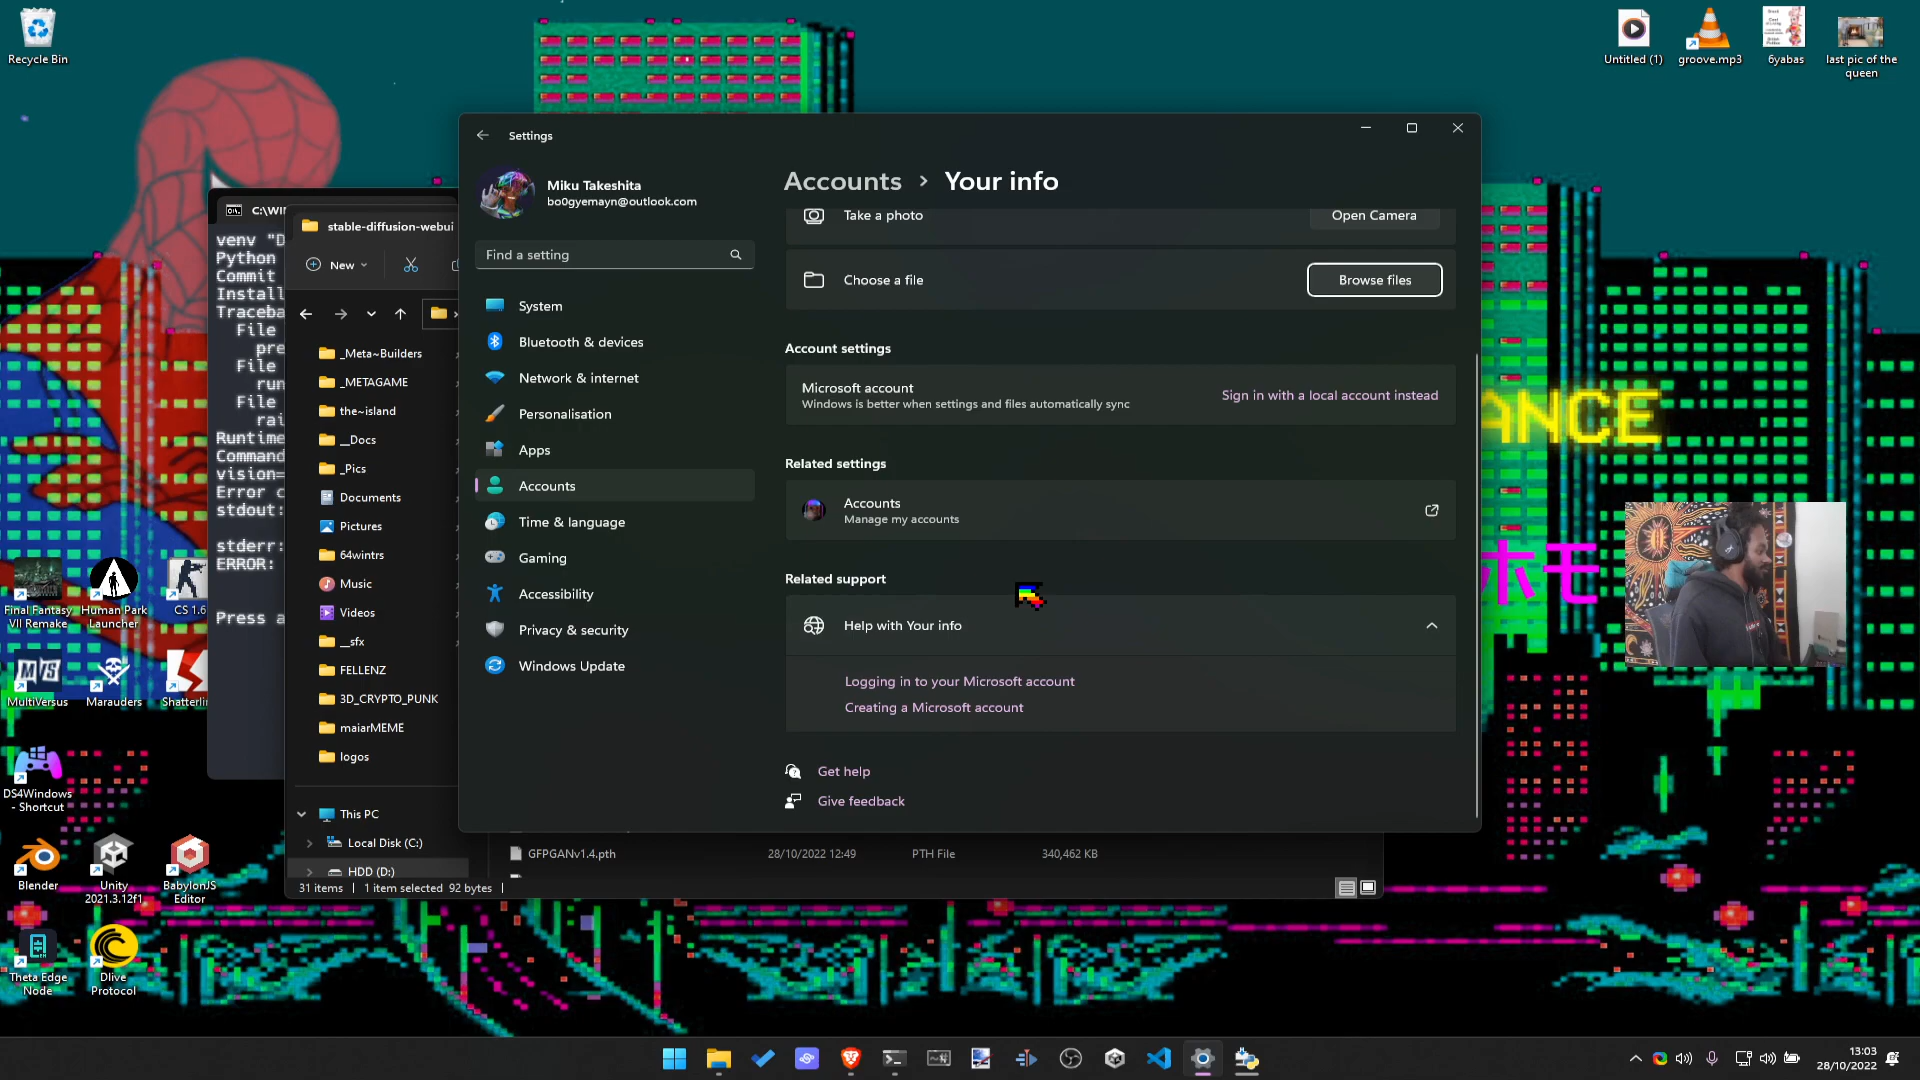 Recycle Bin
Untitled (1)
groove.mp3
6yabas
last pic of the
queen
Settings
Miku Takeshita
bo0gyemayn@outlook.com
Find a setting
System
Bluetooth & devices
Network & internet
Personalisation
Apps
Accounts
Time & language
Gaming
Accessibility
Privacy & security
Windows Update
Accounts > Your info
Take a photo
Open Camera
Choose a file
Browse files
Account settings
Microsoft account
Windows is better when settings and files automatically sync
Sign in with a local account instead
Related settings
Accounts
Manage my accounts
Related support
Help with Your info
Logging in to your Microsoft account
Creating a Microsoft account
Get help
Give feedback
C:\WI
venv "D
Python
Commit
Install
Traceba
File
pre
File
run
File
rai
Runtime
Command
vision=
Error c
stdout:
stderr:
ERROR:
Press a
stable-diffusion-webui
New
_Meta~Builders
_METAGAME
the~island
__Docs
_Pics
Documents
Pictures
64wintrs
Music
Videos
__sfx
FELLENZ
3D_CRYPTO_PUNK
maiarMEME
logos
This PC
Local Disk (C:)
HDD (D:)
GFPGANv1.4.pth
28/10/2022 12:49
PTH File
340,462 KB
31 items
1 item selected 92 bytes
ANCE
ホモ
Final Fantasy
VII Remake
Human Park
Launcher
CS 1.6
MultiVersus
Marauders
Shatterlin
DS4Windows
- Shortcut
Blender
Unity
2021.3.12f1
BabylonJS
Editor
Theta Edge
Node
Dlive
Protocol
13:03
28/10/2022